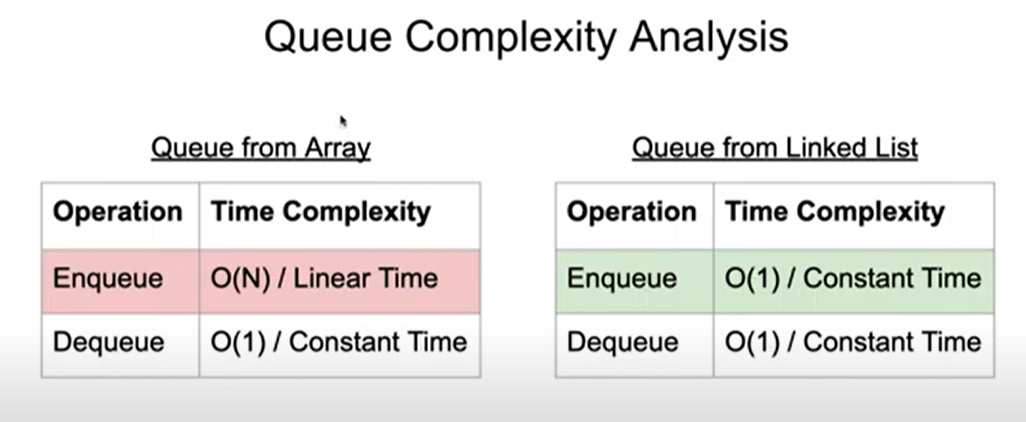 Queue Complexity Analysis
Queue from Array
Operation Time Complexity
Enqueue O(N) / Linear Time
Dequeue O(1) / Constant Time
Queue from Linked List
Operation Time Complexity
Enqueue O(1) / Constant Time
Dequeue O(1) / Constant Time